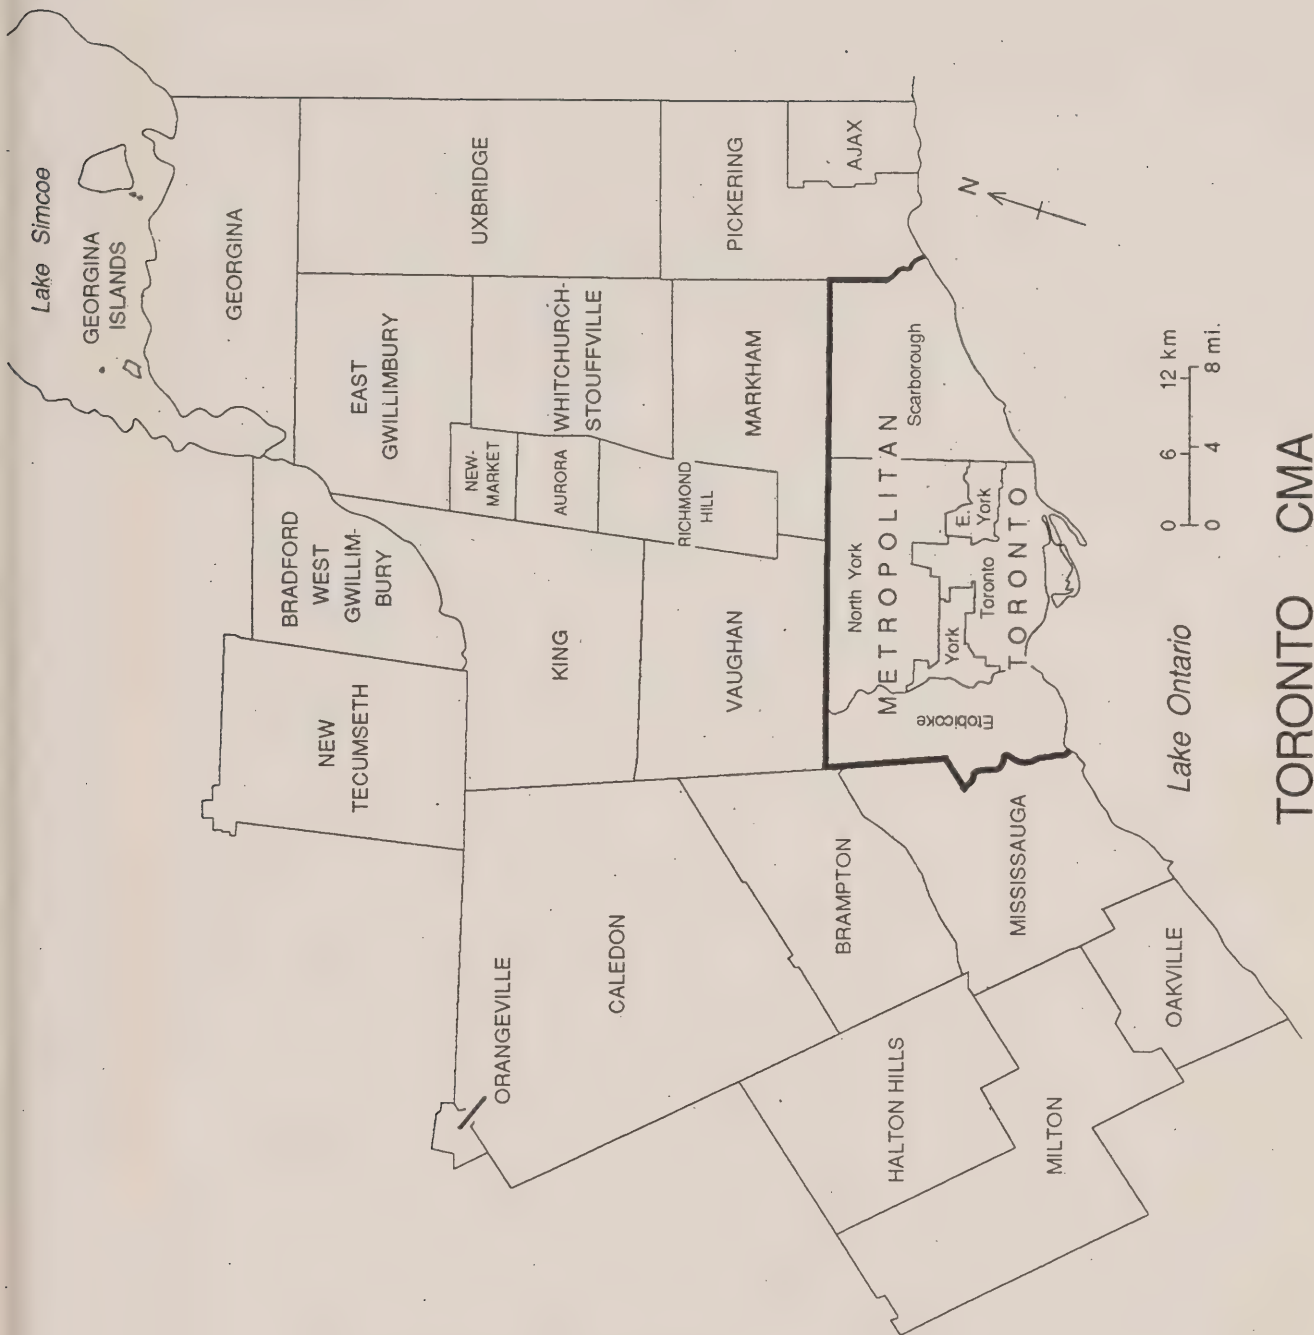 Lake Simcoe
GEORGINA
ISLANDS
GEORGINA
UXBRIDGE
PICKERING
AJAX
N
EAST
GWILLIMBURY
WHITCHURCH-
STOUFFVILLE
MARKHAM
NEW-
MARKET
AURORA
RICHMOND
HILL
BRADFORD
WEST
GWILLIM-
BURY
KING
VAUGHAN
NEW
TECUMSETH
METROPOLITAN
TORONTO
Scarborough
North York
E.
York
Toronto
York
Etobicoke
ORANGEVILLE
CALEDON
BRAMPTON
MISSISSAUGA
HALTON HILLS
MILTON
OAKVILLE
Lake Ontario
0 6 12 km
0 4 8 mi.
TORONTO CMA